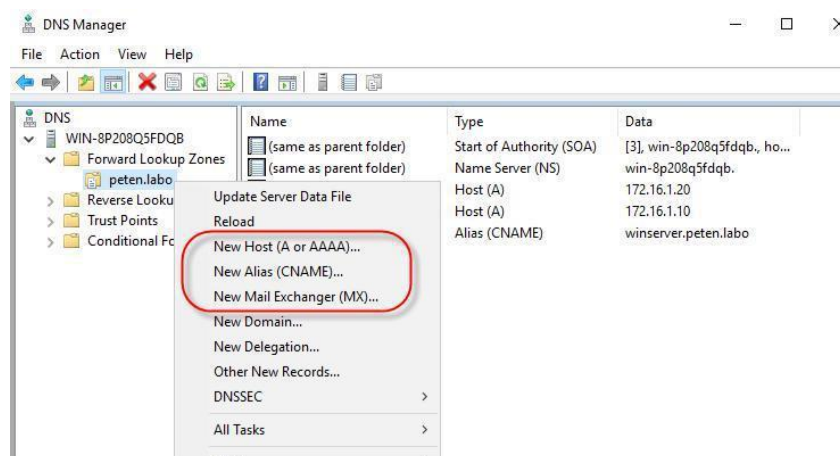 DNS Manager
File Action View Help
DNS
WIN-8P208Q5FDQB
Forward Lookup Zones
peten.labo
Reverse Looku
Trust Points
Conditional Fc
Name Type Data
(same as parent folder) Start of Authority (SOA) [3], win-8p208q5fdqb., ho...
(same as parent folder) Name Server (NS) win-8p208q5fdqb.
Host (A) 172.16.1.20
Host (A) 172.16.1.10
Alias (CNAME) winserver.peten.labo
Update Server Data File
Reload
New Host (A or AAAA)...
New Alias (CNAME)...
New Mail Exchanger (MX)...
New Domain...
New Delegation...
Other New Records...
DNSSEC
All Tasks